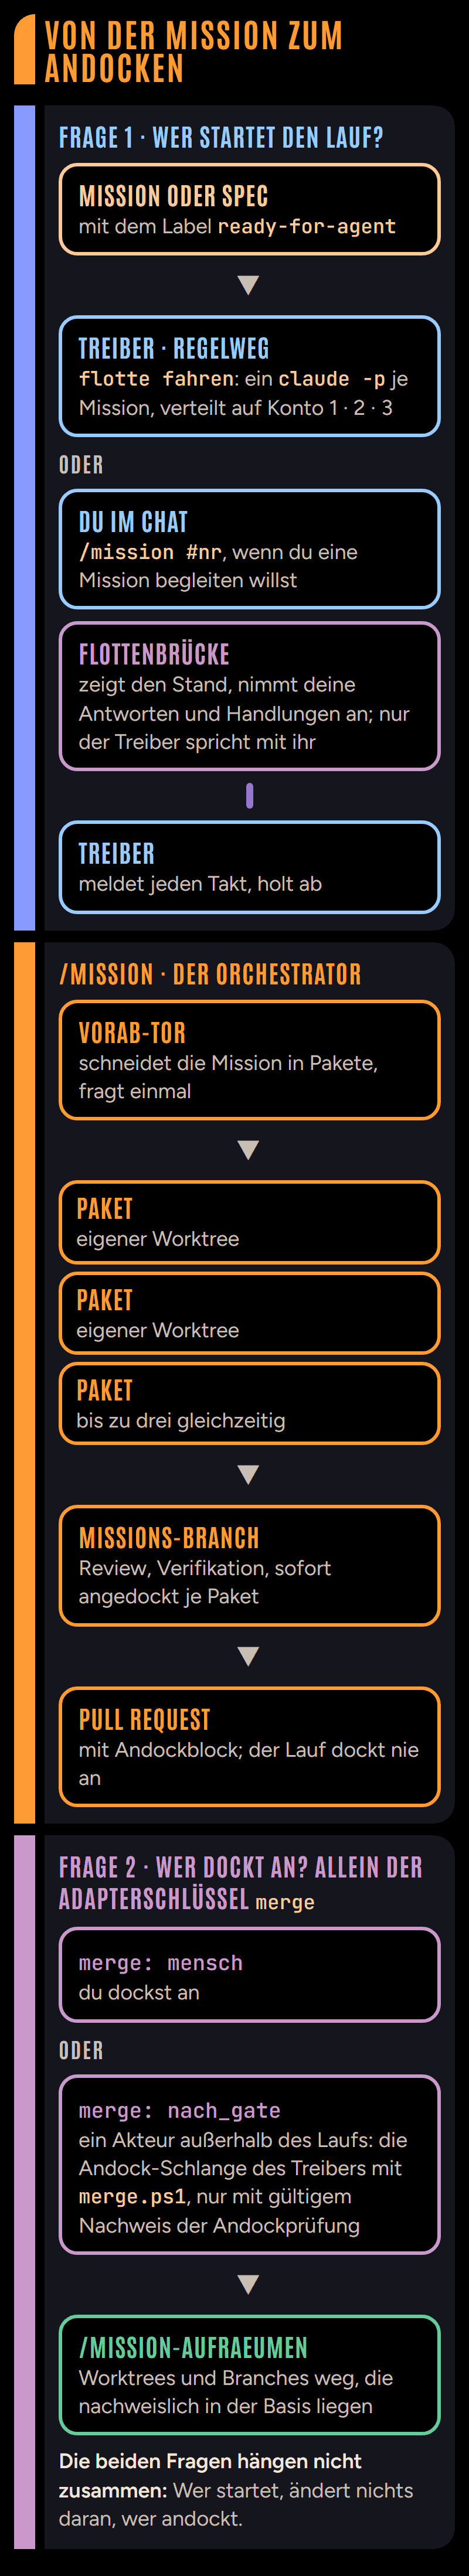 VON DER MISSION ZUM
ANDOCKEN
FRAGE 1 · WER STARTET DEN LAUF?
MISSION ODER SPEC
mit dem Label ready-for-agent
TREIBER · REGELWEG
flotte fahren: ein claude -p je
Mission, verteilt auf Konto 1 · 2 · 3
ODER
DU IM CHAT
/mission #nr, wenn du eine
Mission begleiten willst
FLOTTENBRÜCKE
zeigt den Stand, nimmt deine
Antworten und Handlungen an; nur
der Treiber spricht mit ihr
TREIBER
meldet jeden Takt, holt ab
/MISSION · DER ORCHESTRATOR
VORAB-TOR
schneidet die Mission in Pakete,
fragt einmal
PAKET
eigener Worktree
PAKET
eigener Worktree
PAKET
bis zu drei gleichzeitig
MISSIONS-BRANCH
Review, Verifikation, sofort
angedockt je Paket
PULL REQUEST
mit Andockblock; der Lauf dockt nie
an
FRAGE 2 · WER DOCKT AN? ALLEIN DER
ADAPTERSCHLÜSSEL merge
merge: mensch
du dockst an
ODER
merge: nach_gate
ein Akteur außerhalb des Laufs: die
Andock-Schlange des Treibers mit
merge.ps1, nur mit gültigem
Nachweis der Andockprüfung
/MISSION-AUFRAEUMEN
Worktrees und Branches weg, die
nachweislich in der Basis liegen
Die beiden Fragen hängen nicht
zusammen: Wer startet, ändert nichts
daran, wer andockt.